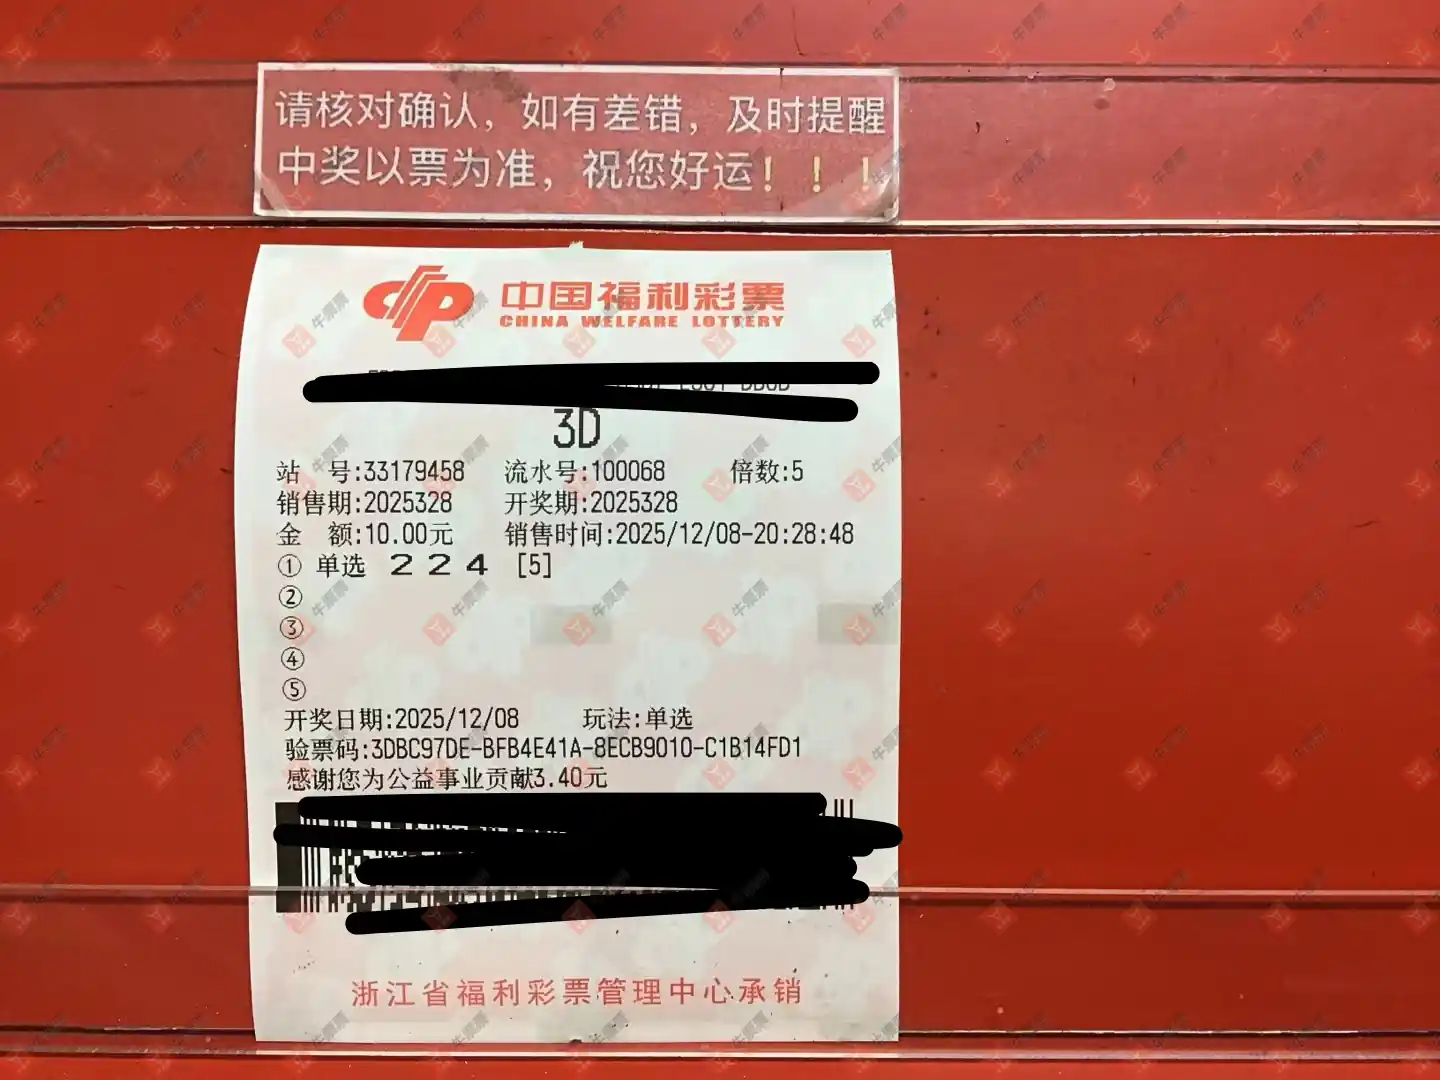 请核对确认，如有差错，及时提醒
中奖以票为准，祝您好运！！！
中国福利彩票
CHINA WELFARE LOTTERY
3D
站 号:33179458 流水号:100068 倍数:5
销售期:2025328 开奖期:2025328
金 额:10.00元 销售时间:2025/12/08-20:28:48
① 单选 2 2 4 [5]
②
③
④
⑤
开奖日期:2025/12/08 玩法:单选
验票码:3DBC97DE-BFB4E41A-8ECB9010-C1B14FD1
感谢您为公益事业贡献3.40元
浙江省福利彩票管理中心承销
牛票票